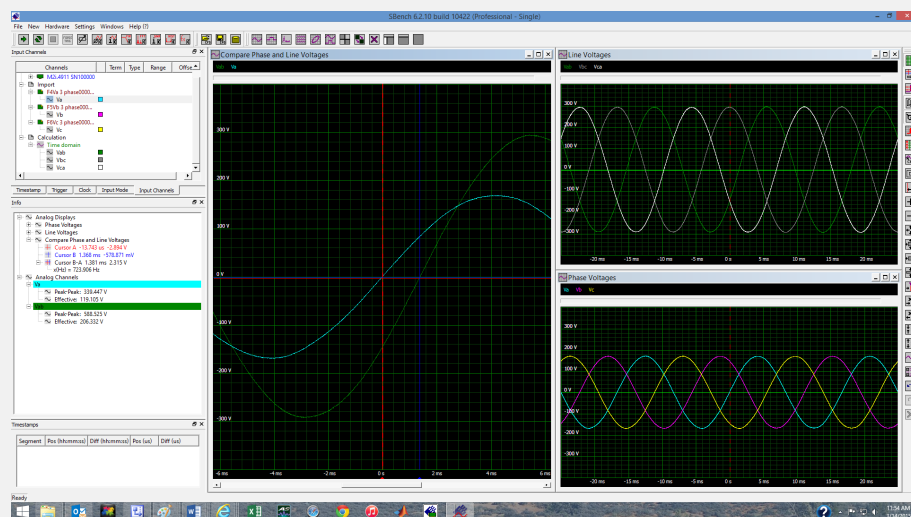 SBench 6.2.10 build 10422 (Professional - Single)
File New Hardware Settings Windows Help (?)
Input Channels
Channels Term Type Range Offse
M2i.4911 SN100000
Import
F4Va 3 phase0000...
Va
F5Vb 3 phase000...
Vb
F6Vc 3 phase0000...
Vc
Calculation
Time domain
Vab
Vbc
Vca
Timestamp Trigger Clock Input Mode Input Channels
Info
Analog Displays
Phase Voltages
Line Voltages
Compare Phase and Line Voltages
Cursor A -13.743 us -2.894 V
Cursor B 1.368 ms -578.871 mV
Cursor B-A 1.381 ms 2.315 V
x(Hz) = 723.906 Hz
Analog Channels
Va
Peak-Peak: 339.447 V
Effective: 119.105 V
Peak-Peak: 588.525 V
Effective: 206.332 V
Timestamps
Segment Pos (hh:mm:ss) Diff (hh:mm:ss) Pos (us) Diff (us)
Ready
Compare Phase and Line Voltages
Vab Va
300 V
200 V
100 V
0 V
-100 V
-200 V
-300 V
-6 ms -4 ms -2 ms 0 s 2 ms 4 ms 6 ms
Line Voltages
Vab Vbc Vca
300 V
200 V
100 V
0 V
-100 V
-200 V
-300 V
-20 ms -15 ms -10 ms -5 ms 0 s 5 ms 10 ms 15 ms 20 ms
Phase Voltages
Va Vb Vc
300 V
200 V
100 V
0 V
-100 V
-200 V
-300 V
-20 ms -15 ms -10 ms -5 ms 0 s 5 ms 10 ms 15 ms 20 ms
11:54 AM